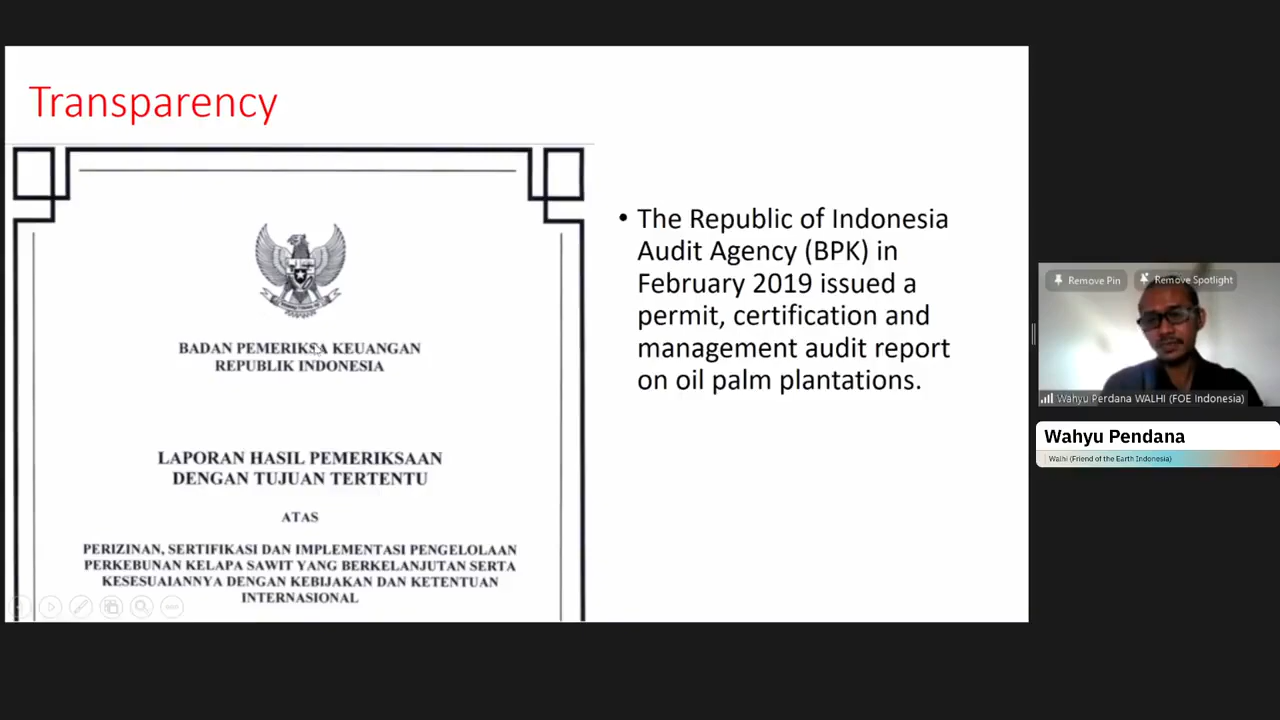 Transparency
BADAN PEMERIKSA KEUANGAN
REPUBLIK INDONESIA
LAPORAN HASIL PEMERIKSAAN
DENGAN TUJUAN TERTENTU
ATAS
PERIZINAN, SERTIFIKASI DAN IMPLEMENTASI PENGELOLAAN
PERKEBUNAN KELAPA SAWIT YANG BERKELANJUTAN SERTA
KESESUAIANNYA DENGAN KEBIJAKAN DAN KETENTUAN
INTERNASIONAL
• The Republic of Indonesia
Audit Agency (BPK) in
February 2019 issued a
permit, certification and
management audit report
on oil palm plantations.
Remove Pin
Remove Spotlight
Wahyu Perdana WALHI (FOE Indonesia)
Wahyu Pendana
Walhi (Friend of the Earth Indonesia)